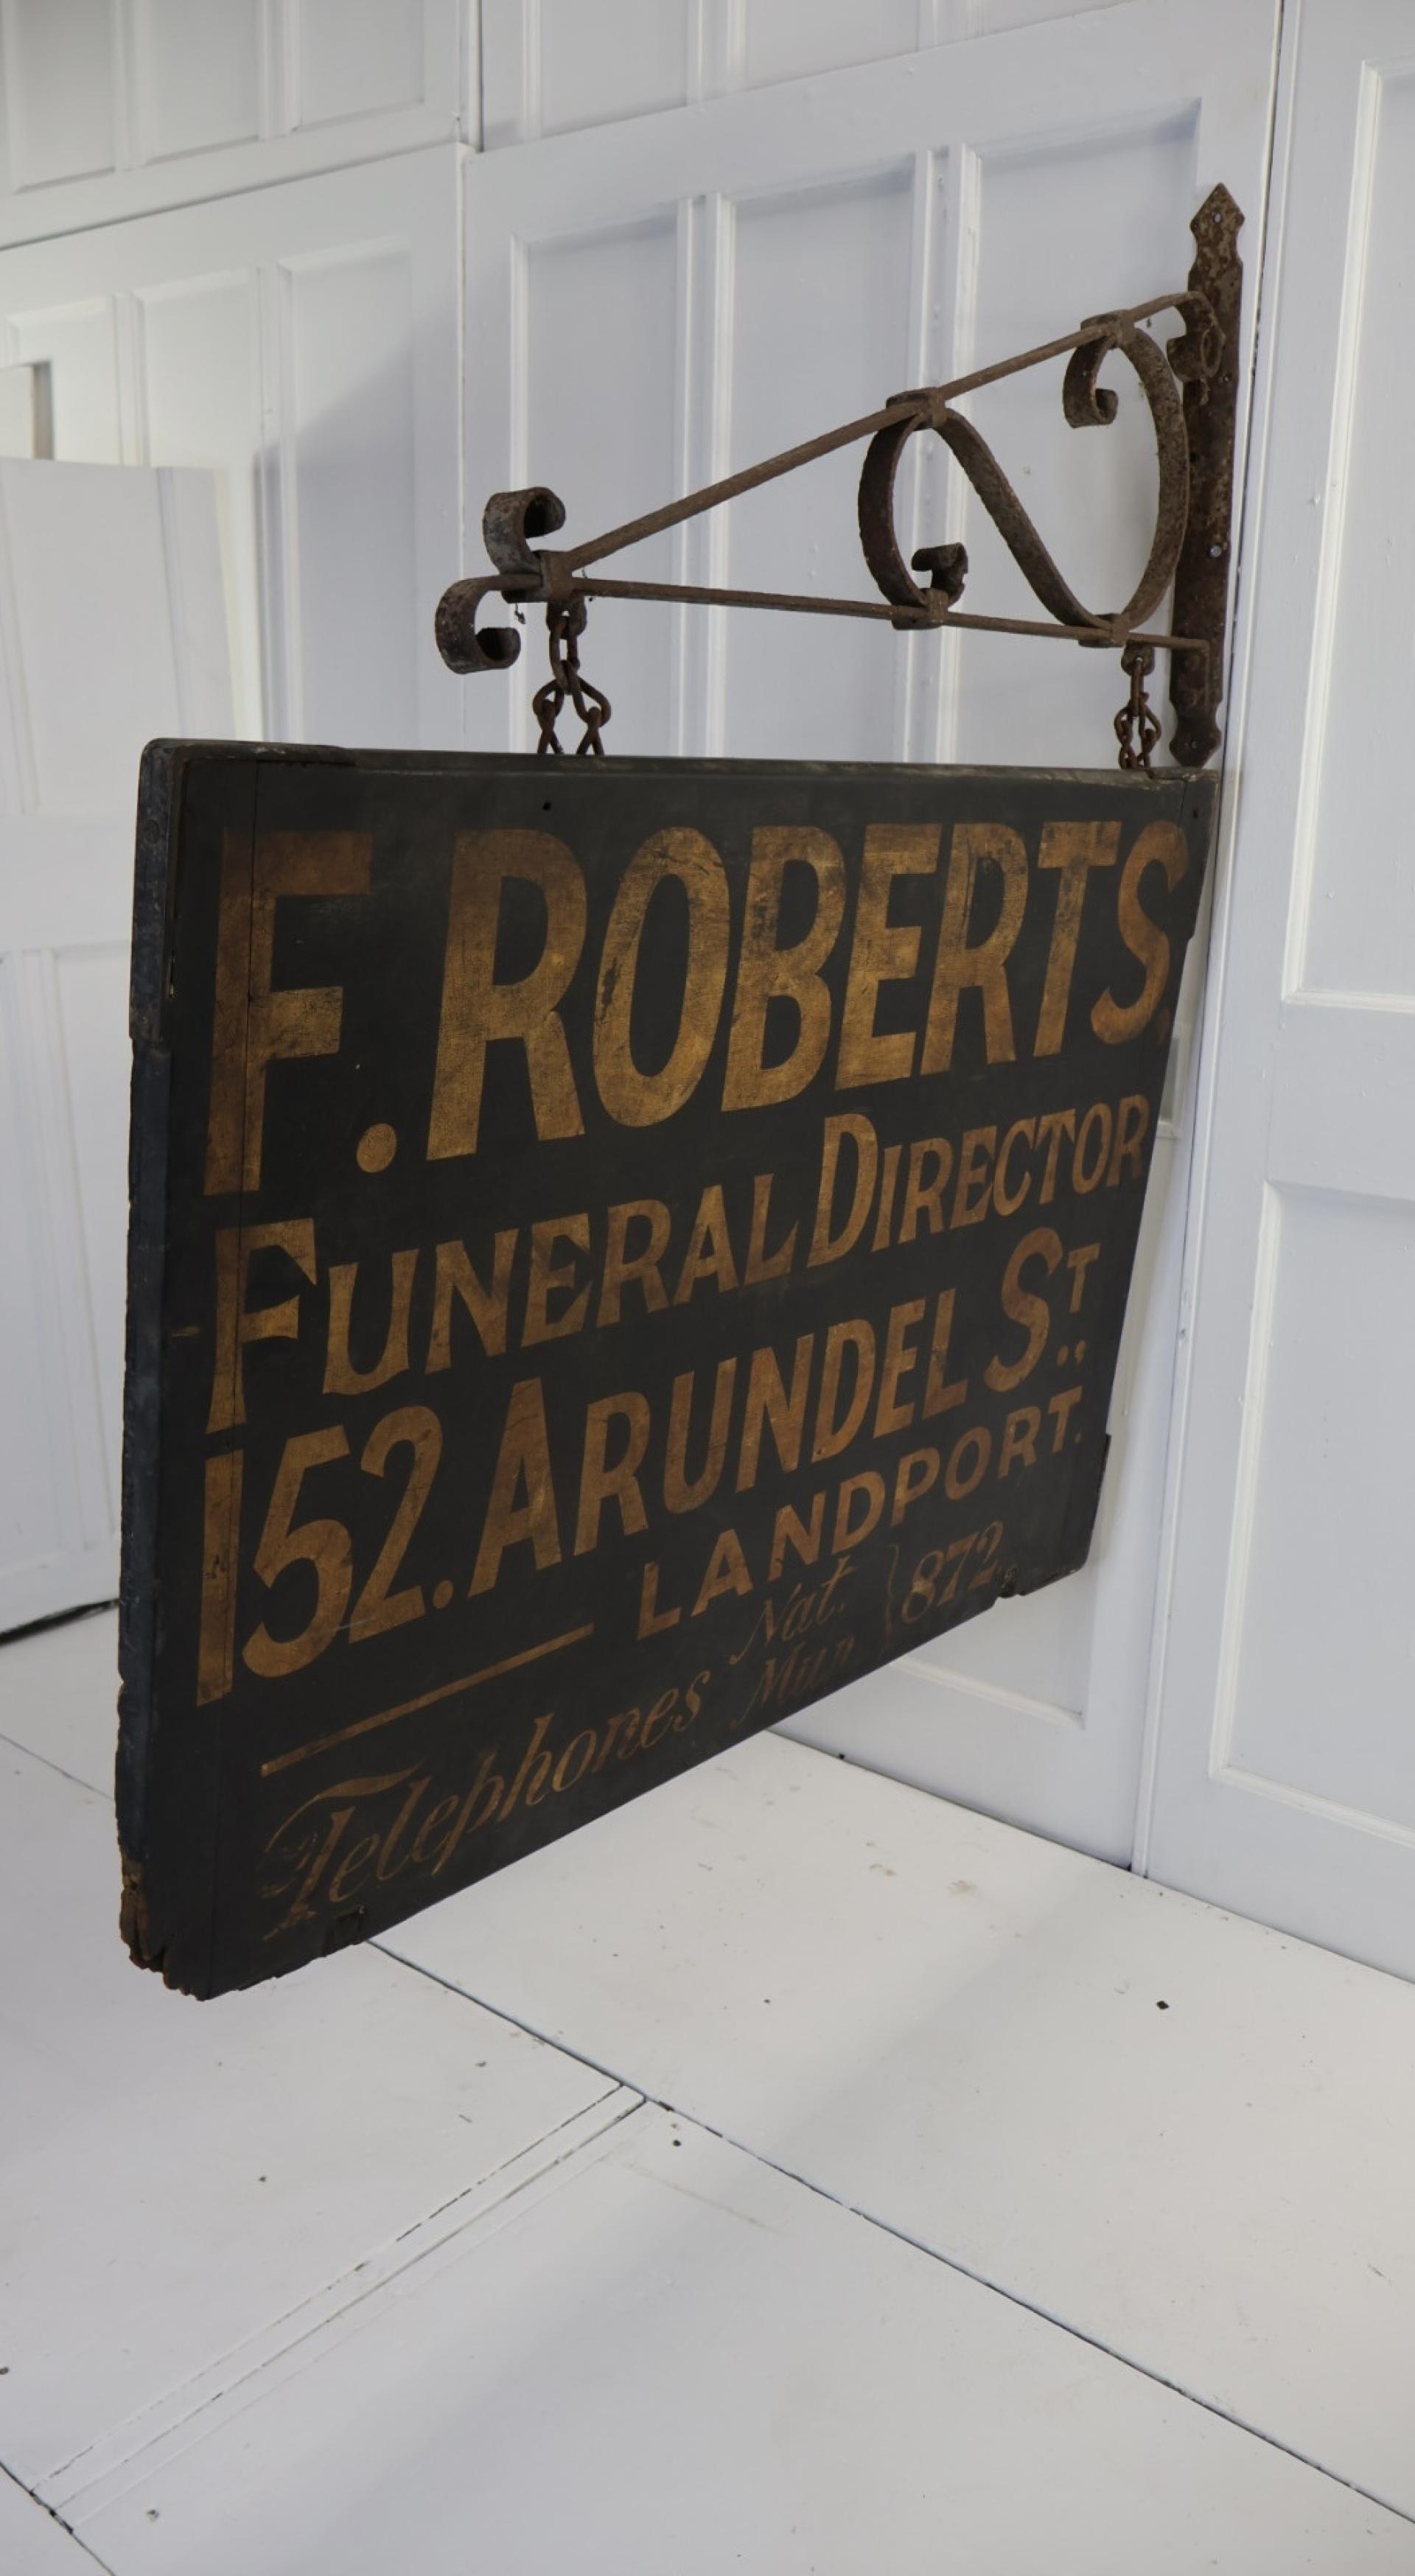 F. ROBERTS.
FUNERAL DIRECTOR
152. ARUNDEL ST.
LANDPORT.
Telephones Nat. Mun } 872.